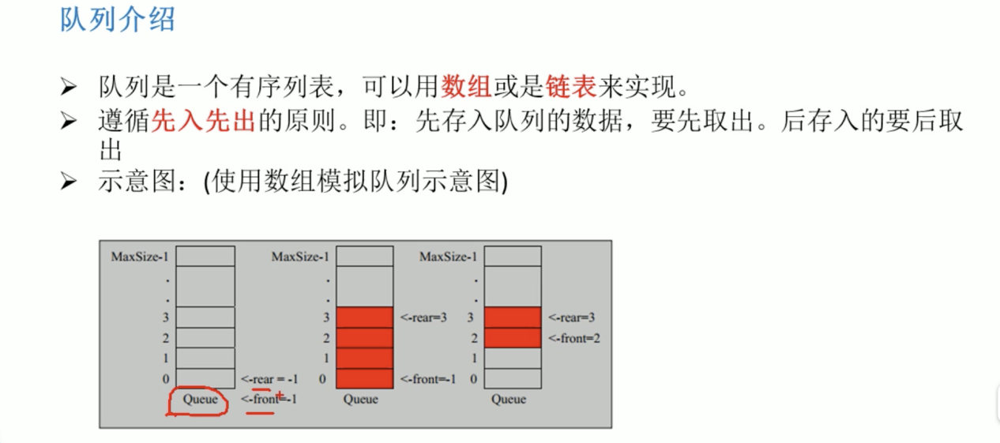 队列介绍
➢ 队列是一个有序列表，可以用数组或是链表来实现。
➢ 遵循先入先出的原则。即：先存入队列的数据，要先取出。后存入的要后取
出
➢ 示意图：(使用数组模拟队列示意图)
MaxSize-1 MaxSize-1 MaxSize-1
. . .
. . .
3 3 <-rear=3 3 <-rear=3
2 2 2 <-front=2
1 1 1
0 <-rear = -1 0 <-front=-1 0
Queue <-front=-1 Queue Queue